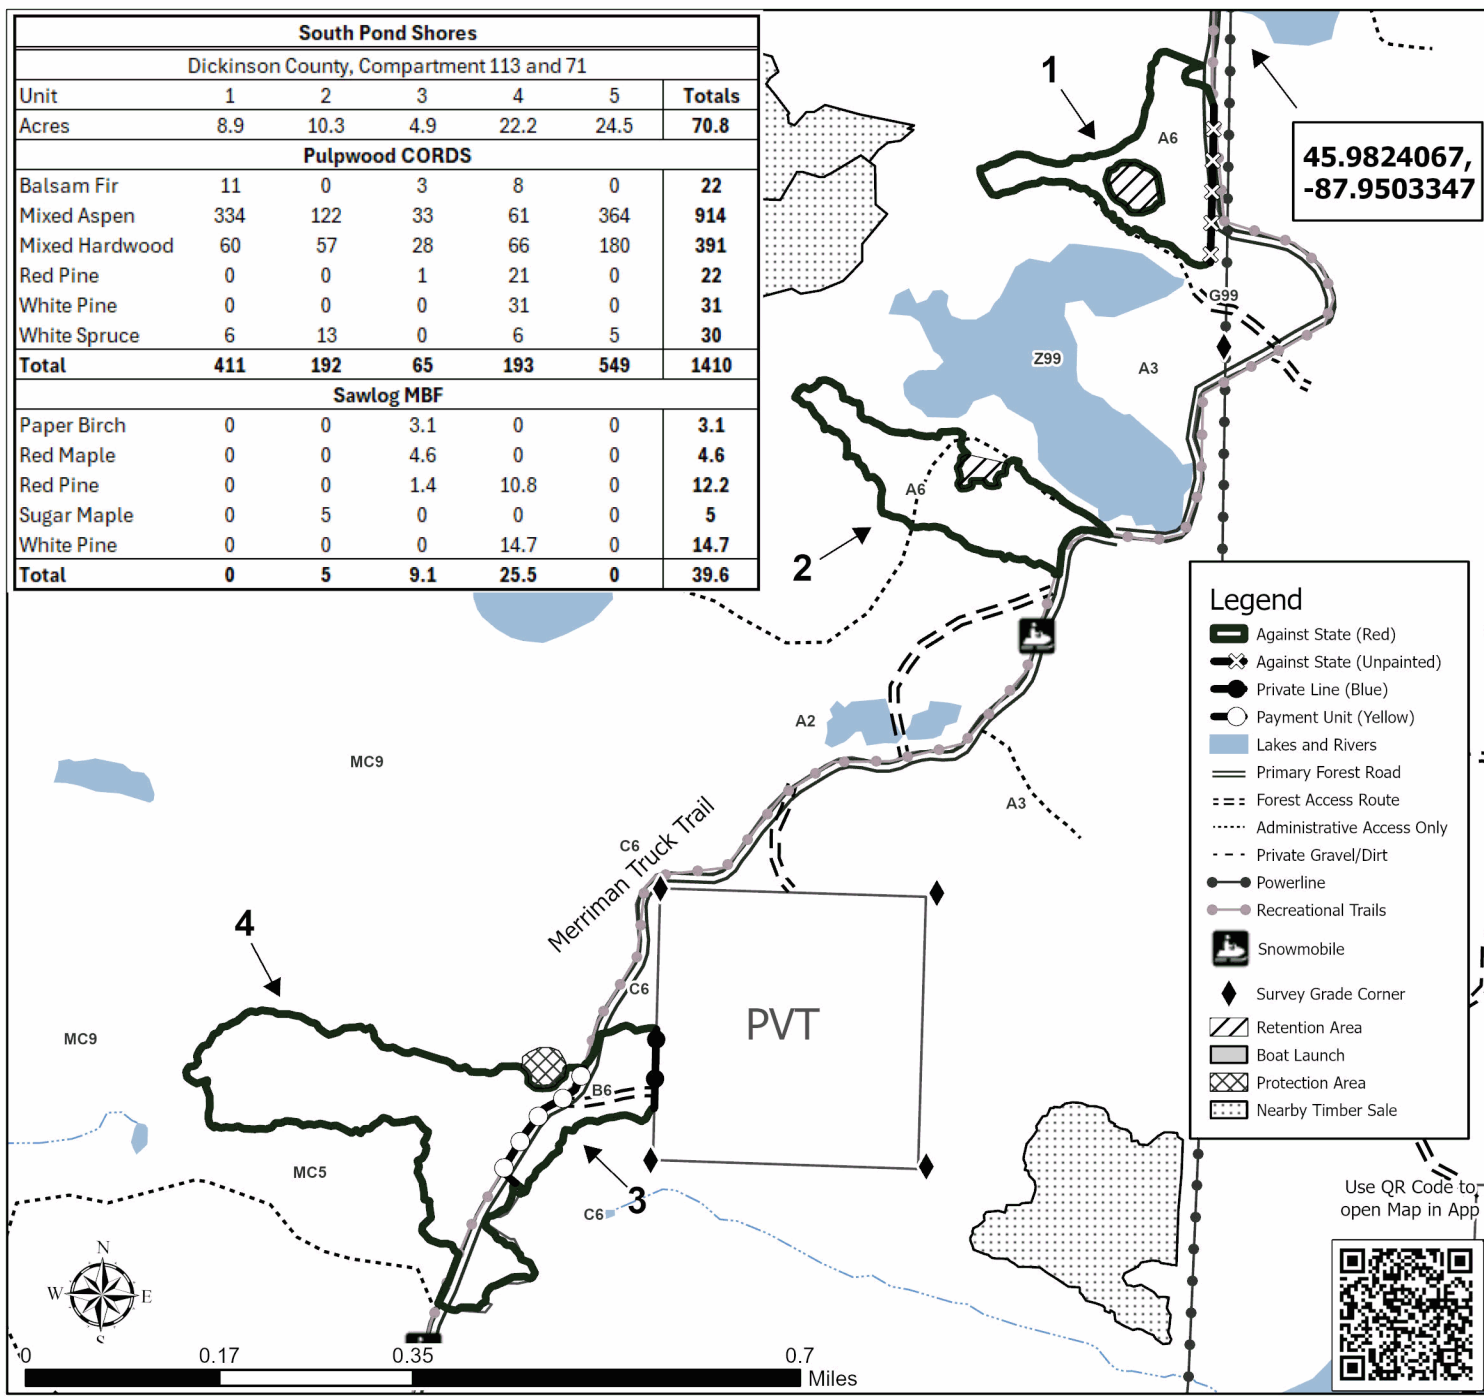 South Pond Shores
Dickinson County, Compartment 113 and 71
Unit 1 2 3 4 5 Totals
Acres 8.9 10.3 4.9 22.2 24.5 70.8
Pulpwood CORDS
Balsam Fir 11 0 3 8 0 22
Mixed Aspen 334 122 33 61 364 914
Mixed Hardwood 60 57 28 66 180 391
Red Pine 0 0 1 21 0 22
White Pine 0 0 0 31 0 31
White Spruce 6 13 0 6 5 30
Total 411 192 65 193 549 1410
Sawlog MBF
Paper Birch 0 0 3.1 0 0 3.1
Red Maple 0 0 4.6 0 0 4.6
Red Pine 0 0 1.4 10.8 0 12.2
Sugar Maple 0 5 0 0 0 5
White Pine 0 0 0 14.7 0 14.7
Total 0 5 9.1 25.5 0 39.6
1
A6
45.9824067,
-87.9503347
G99
Z99
A3
A6
2
A2
MC9
A3
C6
Merriman Truck Trail
4
C6
PVT
MC9
B6
MC5
3
C6
Legend
Against State (Red)
Against State (Unpainted)
Private Line (Blue)
Payment Unit (Yellow)
Lakes and Rivers
Primary Forest Road
Forest Access Route
Administrative Access Only
Private Gravel/Dirt
Powerline
Recreational Trails
Snowmobile
Survey Grade Corner
Retention Area
Boat Launch
Protection Area
Nearby Timber Sale
Use QR Code to
open Map in App
N
W E
S
0 0.17 0.35 0.7
Miles